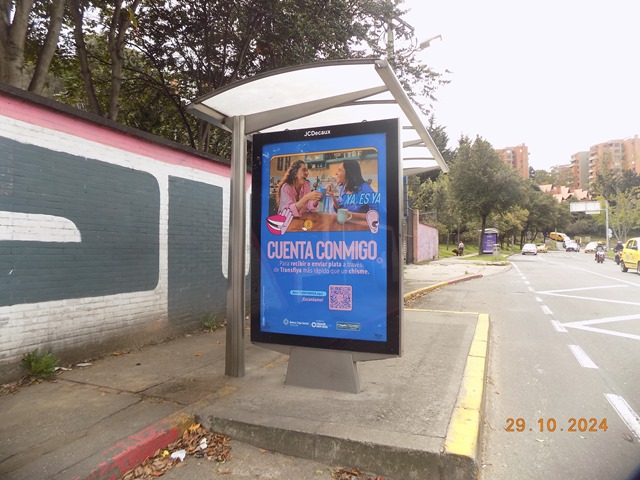 JCDecaux
YA, ES YA
CUENTA CONMIGO
Para recibir o enviar plata a través
de Transfiya más rápido que un chisme.
29.10.2024